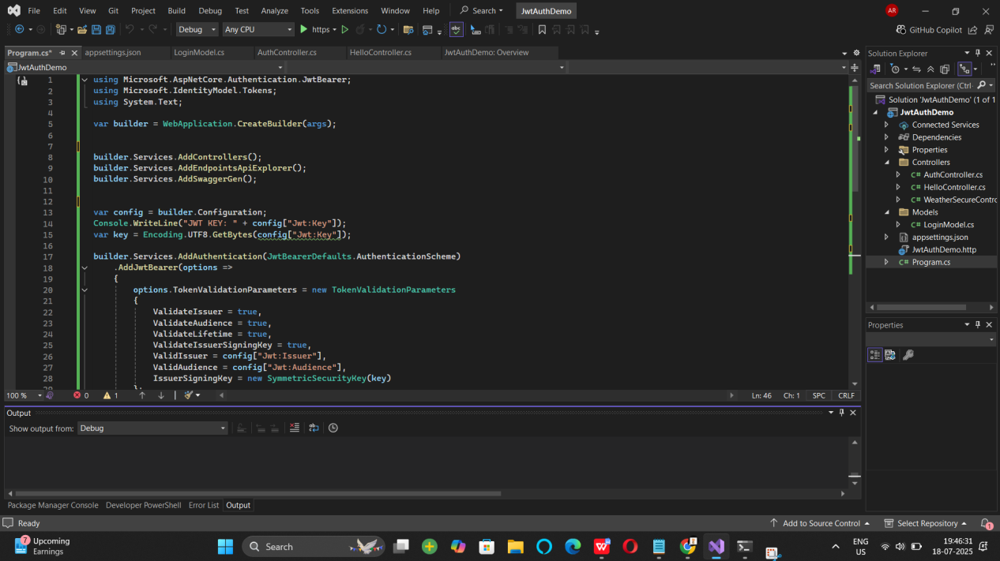 File Edit View Git Project Build Debug Test Analyze Tools Extensions Window Help Search JwtAuthDemo AR
Debug Any CPU https abc GitHub Copilot
Program.cs* appsettings.json LoginModel.cs AuthController.cs HelloController.cs JwtAuthDemo: Overview
JwtAuthDemo
1 using Microsoft.AspNetCore.Authentication.JwtBearer;
2 using Microsoft.IdentityModel.Tokens;
3 using System.Text;
4
5 var builder = WebApplication.CreateBuilder(args);
6
7
8 builder.Services.AddControllers();
9 builder.Services.AddEndpointsApiExplorer();
10 builder.Services.AddSwaggerGen();
11
12
13 var config = builder.Configuration;
14 Console.WriteLine("JWT KEY: " + config["Jwt:Key"]);
15 var key = Encoding.UTF8.GetBytes(config["Jwt:Key"]);
16
17 builder.Services.AddAuthentication(JwtBearerDefaults.AuthenticationScheme)
18 .AddJwtBearer(options =>
19 {
20 options.TokenValidationParameters = new TokenValidationParameters
21 {
22 ValidateIssuer = true,
23 ValidateAudience = true,
24 ValidateLifetime = true,
25 ValidateIssuerSigningKey = true,
26 ValidIssuer = config["Jwt:Issuer"],
27 ValidAudience = config["Jwt:Audience"],
28 IssuerSigningKey = new SymmetricSecurityKey(key)
29 };
100 % 0 1 Ln: 46 Ch: 1 SPC CRLF
Solution Explorer
Search Solution Explorer (Ctrl
Solution 'JwtAuthDemo' (1 of 1
JwtAuthDemo
Connected Services
Dependencies
Properties
Controllers
C# AuthController.cs
C# HelloController.cs
C# WeatherSecureContro
Models
C# LoginModel.cs
appsettings.json
JwtAuthDemo.http
C# Program.cs
Properties
Output
Show output from: Debug
Package Manager Console Developer PowerShell Error List Output
Ready Add to Source Control Select Repository 1
7 Upcoming
Earnings
Search
ENG
US
19:46:31
18-07-2025